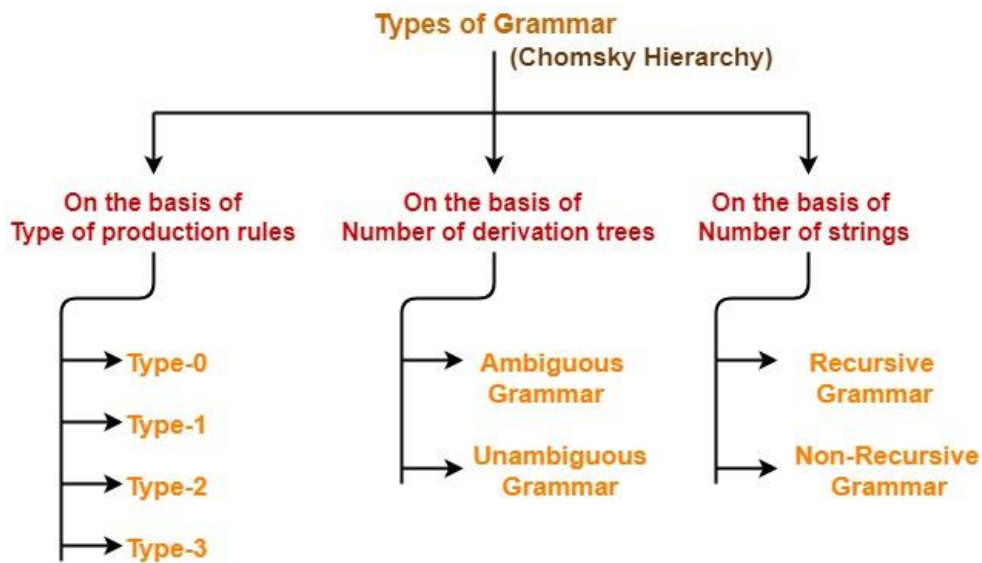 Types of Grammar
(Chomsky Hierarchy)
On the basis of
Type of production rules
On the basis of
Number of derivation trees
On the basis of
Number of strings
Type-0
Type-1
Type-2
Type-3
Ambiguous
Grammar
Unambiguous
Grammar
Recursive
Grammar
Non-Recursive
Grammar